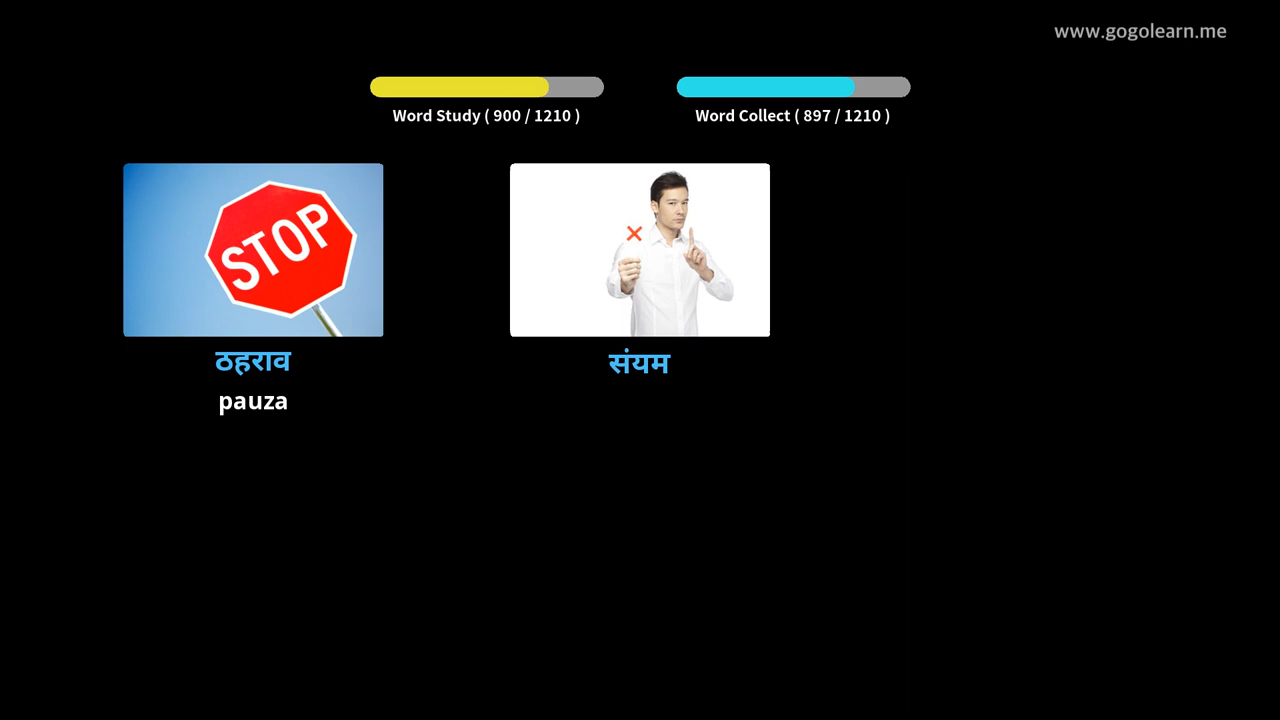 www.gogolearn.me
Word Study ( 900 / 1210 )
Word Collect ( 897 / 1210 )
STOP
ठहराव
संयम
pauza